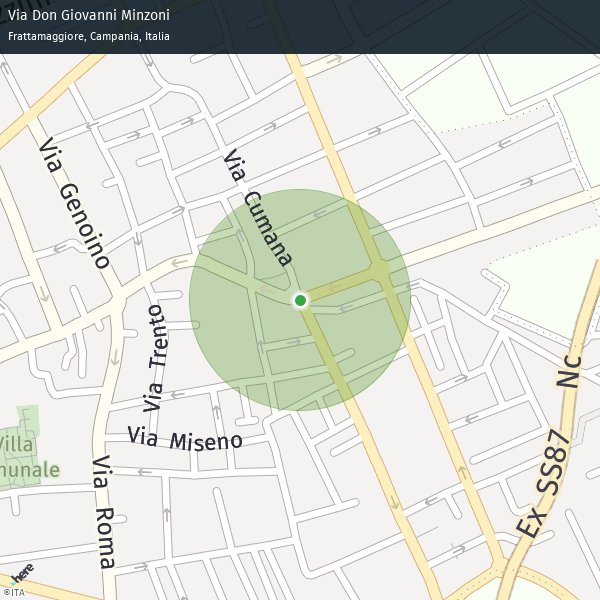 Via Don Giovanni Minzoni
Frattamaggiore, Campania, Italia
Via Genoino
Via Cumana
Via Trento
Nc
Via Miseno
Villa
munale
Via Roma
Ex SS87
here
©ITA